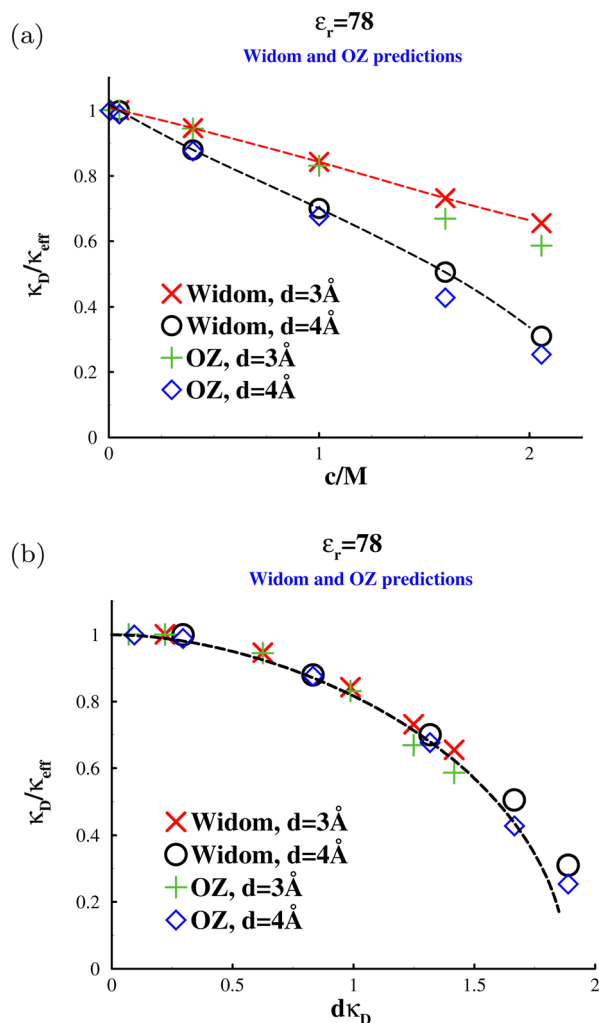 (a)
εr=78
Widom and OZ predictions
κD/κeff
1
0.8
0.6
0.4
0.2
0
Widom, d=3Å
Widom, d=4Å
OZ, d=3Å
OZ, d=4Å
0
1
2
c/M
(b)
εr=78
Widom and OZ predictions
κD/κeff
1
0.8
0.6
0.4
0.2
0
Widom, d=3Å
Widom, d=4Å
OZ, d=3Å
OZ, d=4Å
0
0.5
1
1.5
2
dκD